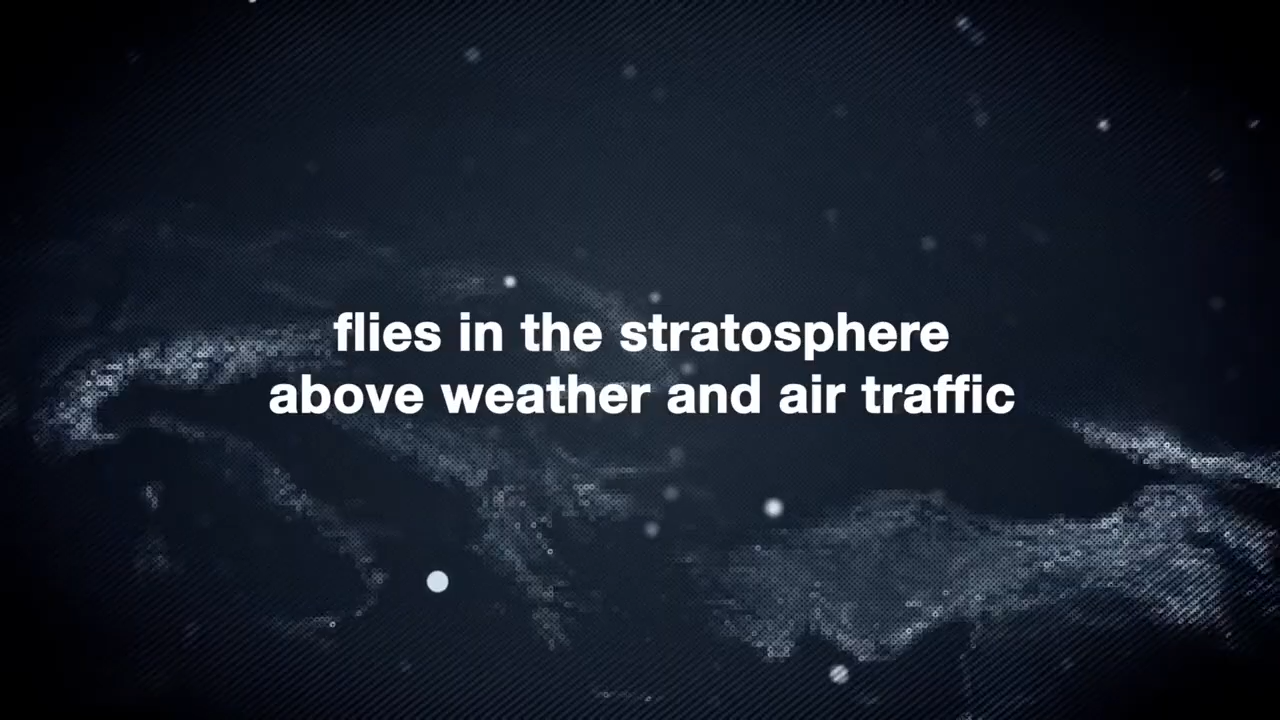 flies in the stratosphere
above weather and air traffic